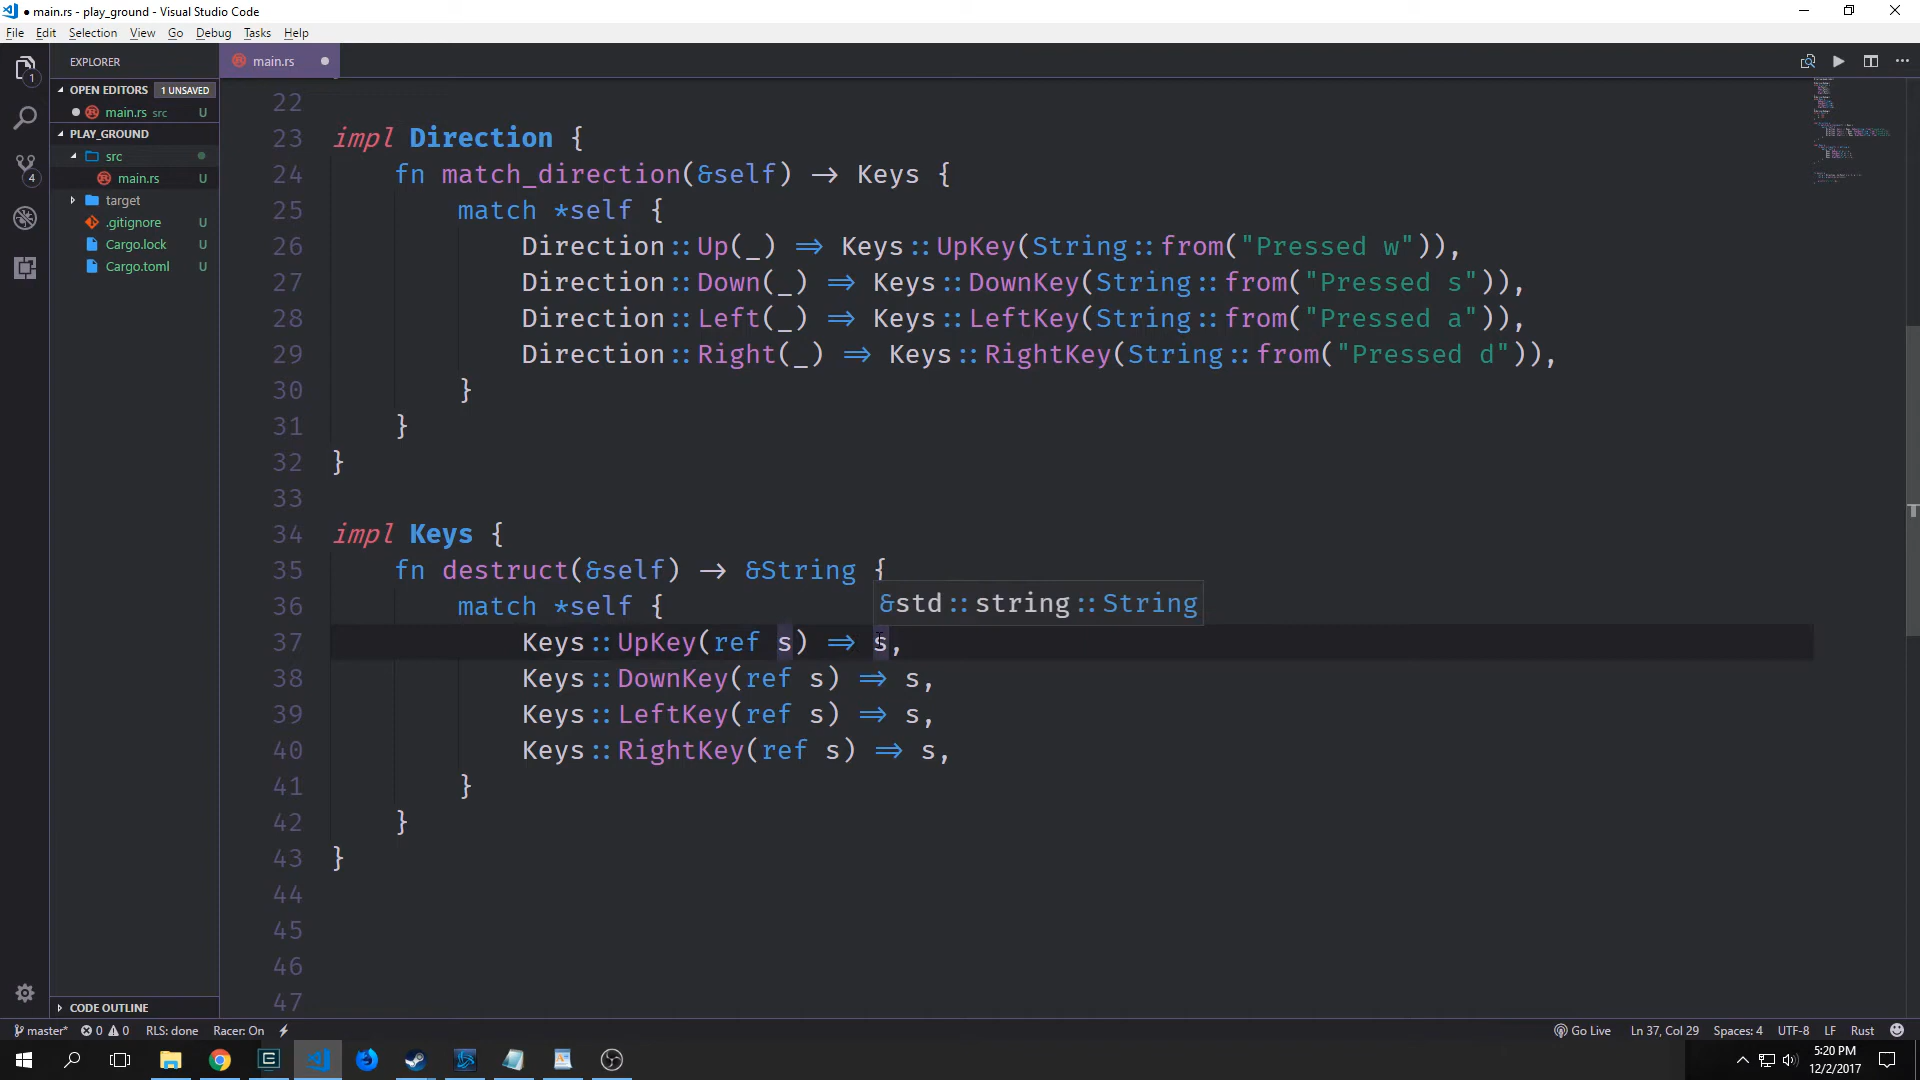 main.rs - play_ground - Visual Studio Code
File Edit Selection View Go Debug Tasks Help
EXPLORER
main.rs
OPEN EDITORS 1 UNSAVED
main.rs src U
PLAY_GROUND
src
main.rs U
target
.gitignore U
Cargo.lock U
Cargo.toml U
CODE OUTLINE
1
4
22
23 impl Direction {
24 fn match_direction(&self) -> Keys {
25 match *self {
26 Direction::Up(_) => Keys::UpKey(String::from("Pressed w")),
27 Direction::Down(_) => Keys::DownKey(String::from("Pressed s")),
28 Direction::Left(_) => Keys::LeftKey(String::from("Pressed a")),
29 Direction::Right(_) => Keys::RightKey(String::from("Pressed d")),
30 }
31 }
32 }
33
34 impl Keys {
35 fn destruct(&self) -> &String {
&std::string::String
36 match *self {
37 Keys::UpKey(ref s) => s,
38 Keys::DownKey(ref s) => s,
39 Keys::LeftKey(ref s) => s,
40 Keys::RightKey(ref s) => s,
41 }
42 }
43 }
44
45
46
47
master* 0 0 RLS: done Racer: On Go Live Ln 37, Col 29 Spaces: 4 UTF-8 LF Rust
5:20 PM
12/2/2017